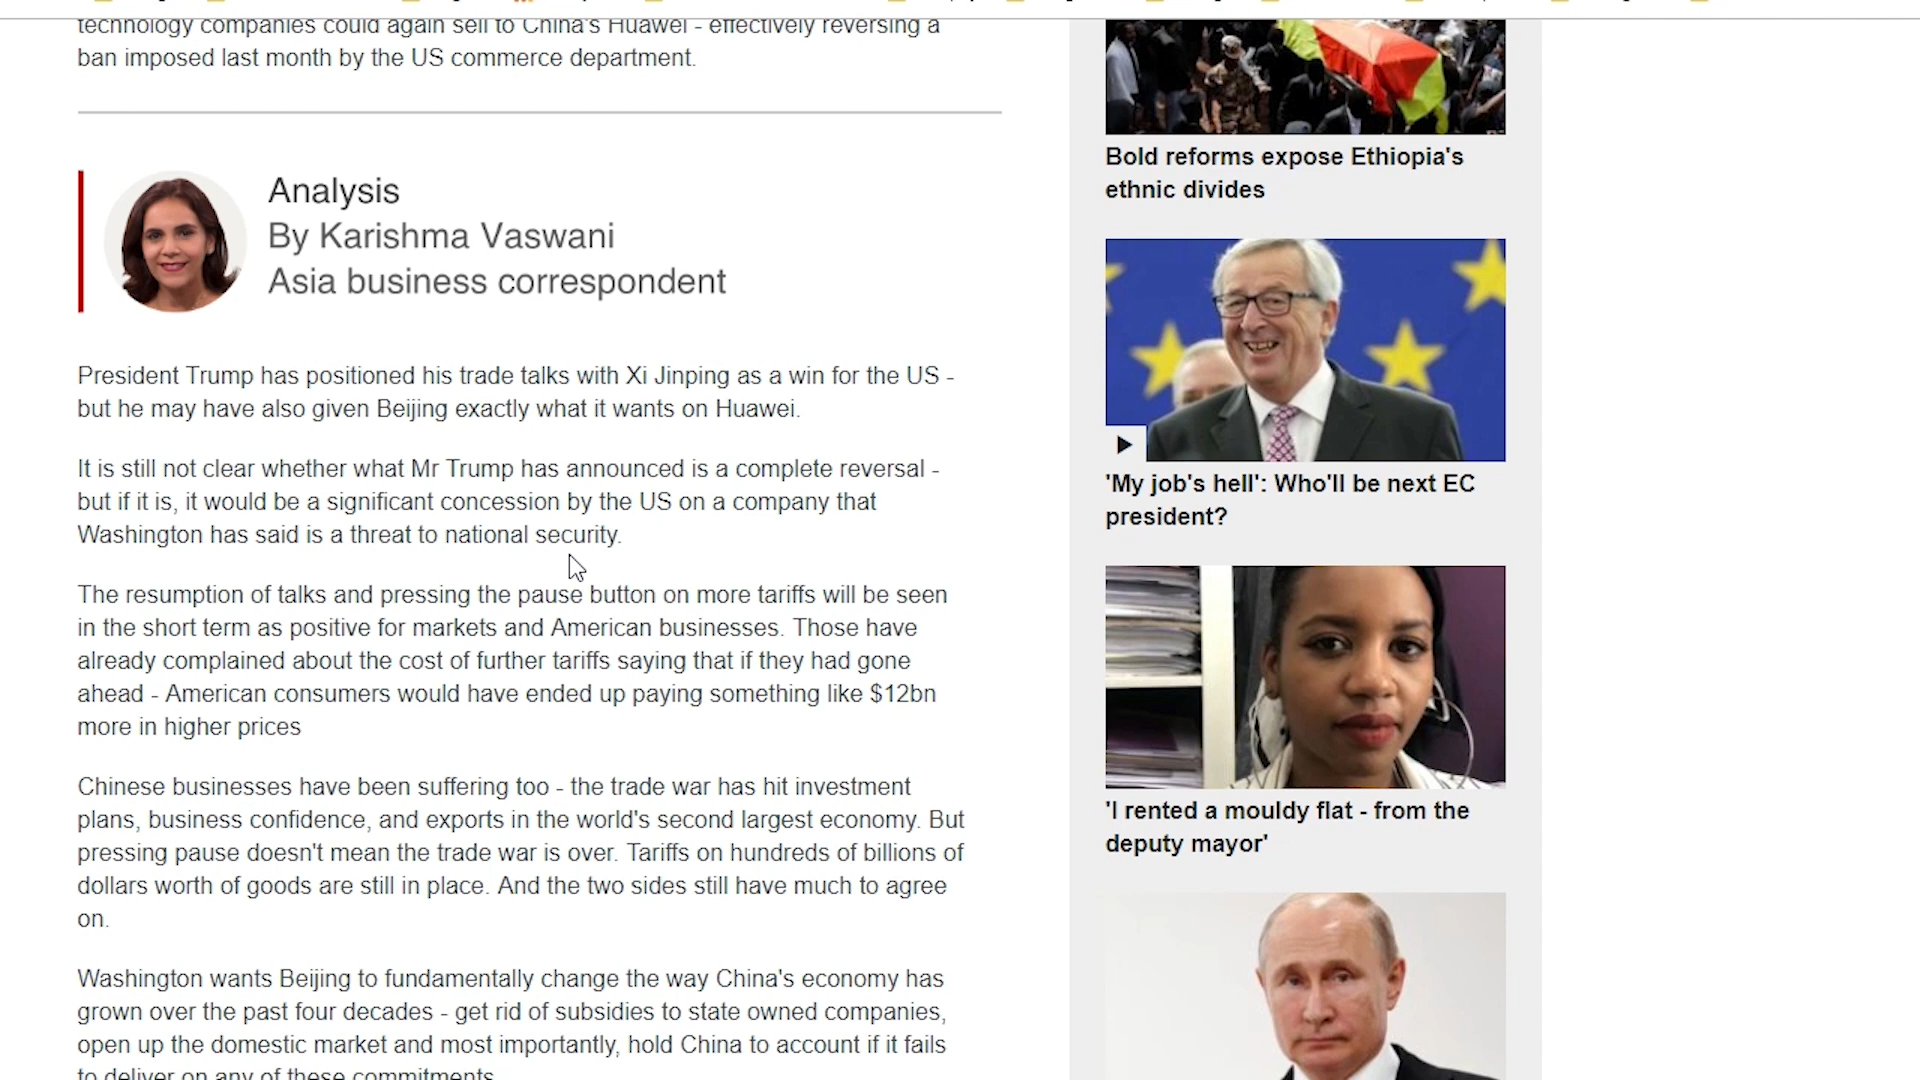 technology companies could again sell to China's Huawei - effectively reversing a
ban imposed last month by the US commerce department.
Analysis
By Karishma Vaswani
Asia business correspondent
President Trump has positioned his trade talks with Xi Jinping as a win for the US -
but he may have also given Beijing exactly what it wants on Huawei.
It is still not clear whether what Mr Trump has announced is a complete reversal -
but if it is, it would be a significant concession by the US on a company that
Washington has said is a threat to national security.
The resumption of talks and pressing the pause button on more tariffs will be seen
in the short term as positive for markets and American businesses. Those have
already complained about the cost of further tariffs saying that if they had gone
ahead - American consumers would have ended up paying something like $12bn
more in higher prices
Chinese businesses have been suffering too - the trade war has hit investment
plans, business confidence, and exports in the world's second largest economy. But
pressing pause doesn't mean the trade war is over. Tariffs on hundreds of billions of
dollars worth of goods are still in place. And the two sides still have much to agree
on.
Washington wants Beijing to fundamentally change the way China's economy has
grown over the past four decades - get rid of subsidies to state owned companies,
open up the domestic market and most importantly, hold China to account if it fails
to deliver on any of these commitments.
Bold reforms expose Ethiopia's
ethnic divides
'My job's hell': Who'll be next EC
president?
'I rented a mouldy flat - from the
deputy mayor'